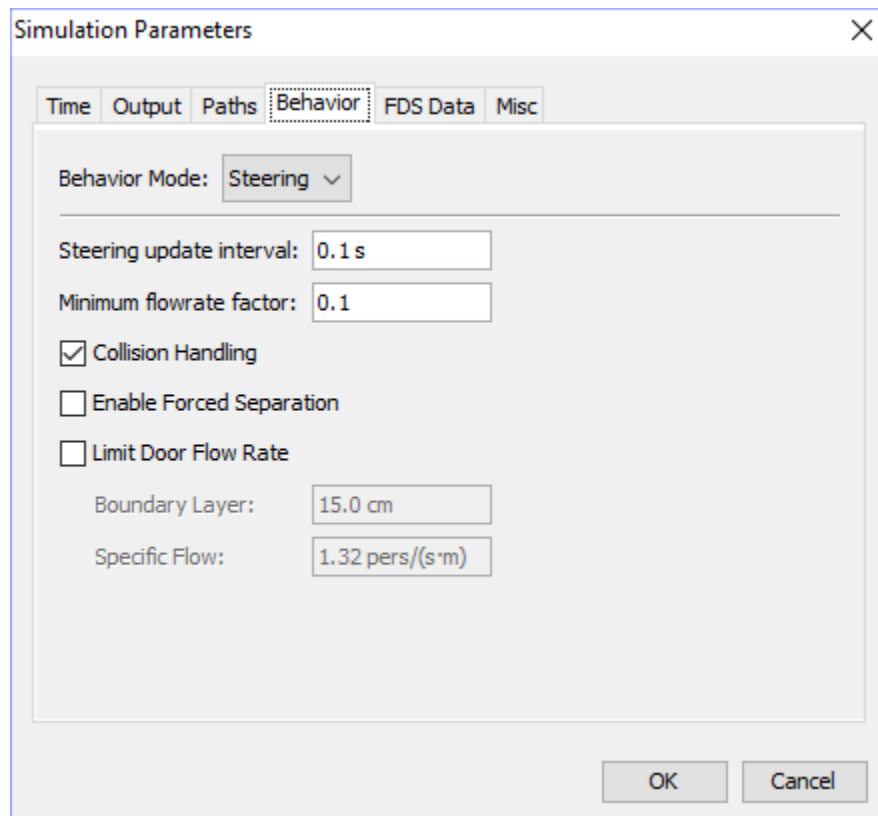 Simulation Parameters
Time Output Paths Behavior FDS Data Misc
Behavior Mode: Steering
Steering update interval: 0.1 s
Minimum flowrate factor: 0.1
Collision Handling
Enable Forced Separation
Limit Door Flow Rate
Boundary Layer: 15.0 cm
Specific Flow: 1.32 pers/(s·m)
OK Cancel